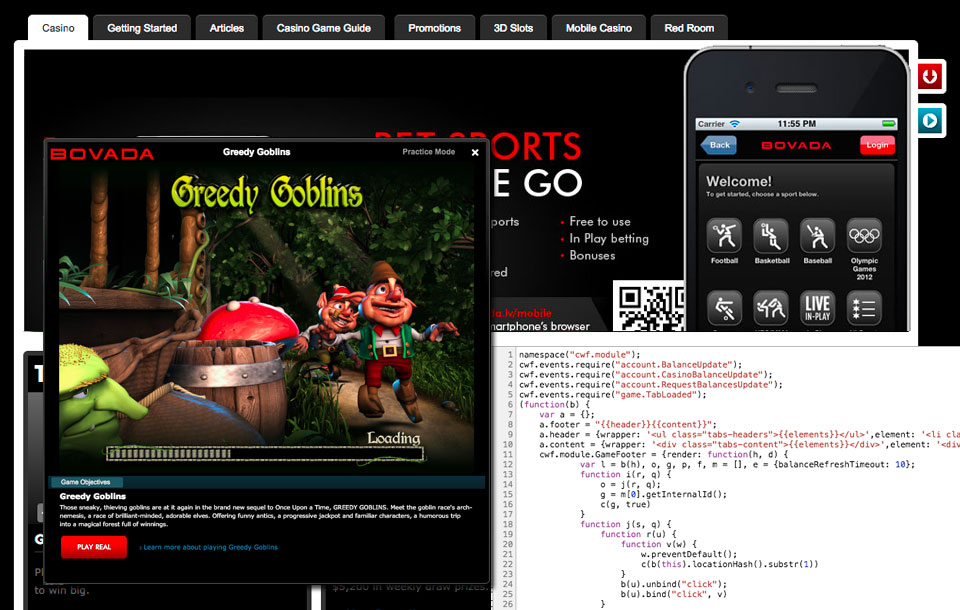 Casino
Getting Started
Articles
Casino Game Guide
Promotions
3D Slots
Mobile Casino
Red Room
BET SPORTS
E GO
ports
• Free to use
• In Play betting
• Bonuses
red
la.lv/mobile
martphone's browser
Carrier 11:55 PM
Back BOVADA Login
Welcome!
To get started, choose a sport below.
Football Basketball Baseball Olympic
Games
2012
LIVE
IN-PLAY
BOVADA Greedy Goblins Practice Mode ×
Greedy Goblins
Loading
Game Objectives
Greedy Goblins
Those sneaky, thieving goblins are at it again in the brand new sequel to Once Upon a Time, GREEDY GOBLINS. Meet the goblin race's arch-
nemesis, a race of brilliant-minded, adorable elves. Offering funny antics, a progressive jackpot and familiar characters, a humorous trip
into a magical forest full of winnings.
PLAY REAL
› Learn more about playing Greedy Goblins
T
G
Pl
to win big.
$5,200 in weekly draw prizes.
1 namespace("cwf.module");
2 cwf.events.require("account.BalanceUpdate");
3 cwf.events.require("account.CasinoBalanceUpdate");
4 cwf.events.require("account.RequestBalancesUpdate");
5 cwf.events.require("game.TabLoaded");
6 (function(b) {
7 var a = {};
8 a.footer = "{{header}}{{content}}";
9 a.header = {wrapper: '<ul class="tabs-headers">{{elements}}</ul>',element: '<li cla
10 a.content = {wrapper: '<div class="tabs-content">{{elements}}</div>',element: '<div
11 cwf.module.GameFooter = {render: function(h, d) {
12 var l = b(h), o, g, p, f, m = [], e = {balanceRefreshTimeout: 10};
13 function i(r, q) {
14 o = j(r, q);
15 g = m[0].getInternalId();
16 c(g, true)
17 }
18 function j(s, q) {
19 function r(u) {
20 function v(w) {
21 w.preventDefault();
22 c(b(this).locationHash().substr(1))
23 }
24 b(u).unbind("click");
25 b(u).bind("click", v)
26 }